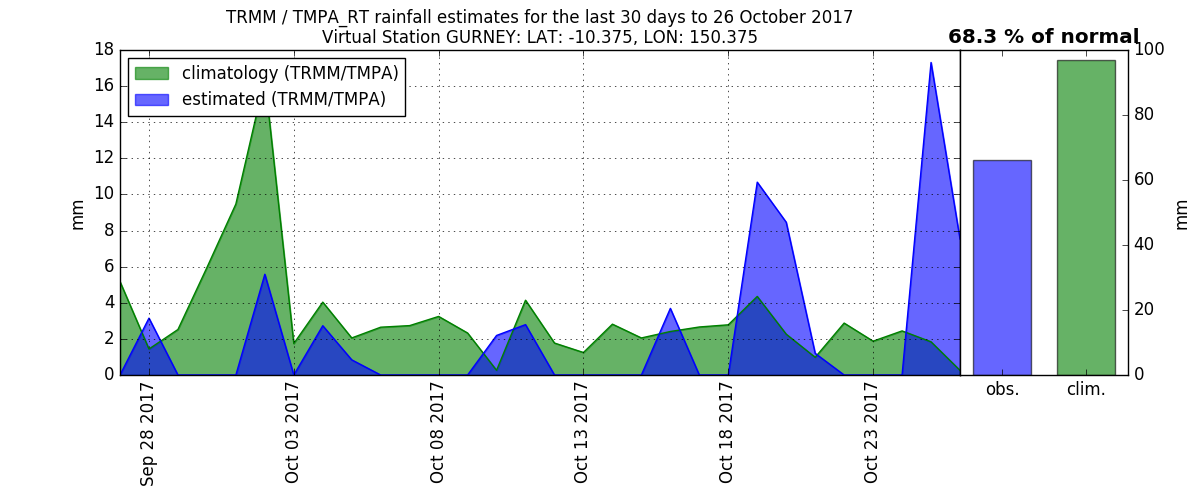 TRMM / TMPA_RT rainfall estimates for the last 30 days to 26 October 2017
Virtual Station GURNEY: LAT: -10.375, LON: 150.375
68.3 % of normal
climatology (TRMM/TMPA)
estimated (TRMM/TMPA)
18
16
14
12
10
8
6
4
2
0
mm
Sep 28 2017
Oct 03 2017
Oct 08 2017
Oct 13 2017
Oct 18 2017
Oct 23 2017
obs.
clim.
100
80
60
40
20
0
mm